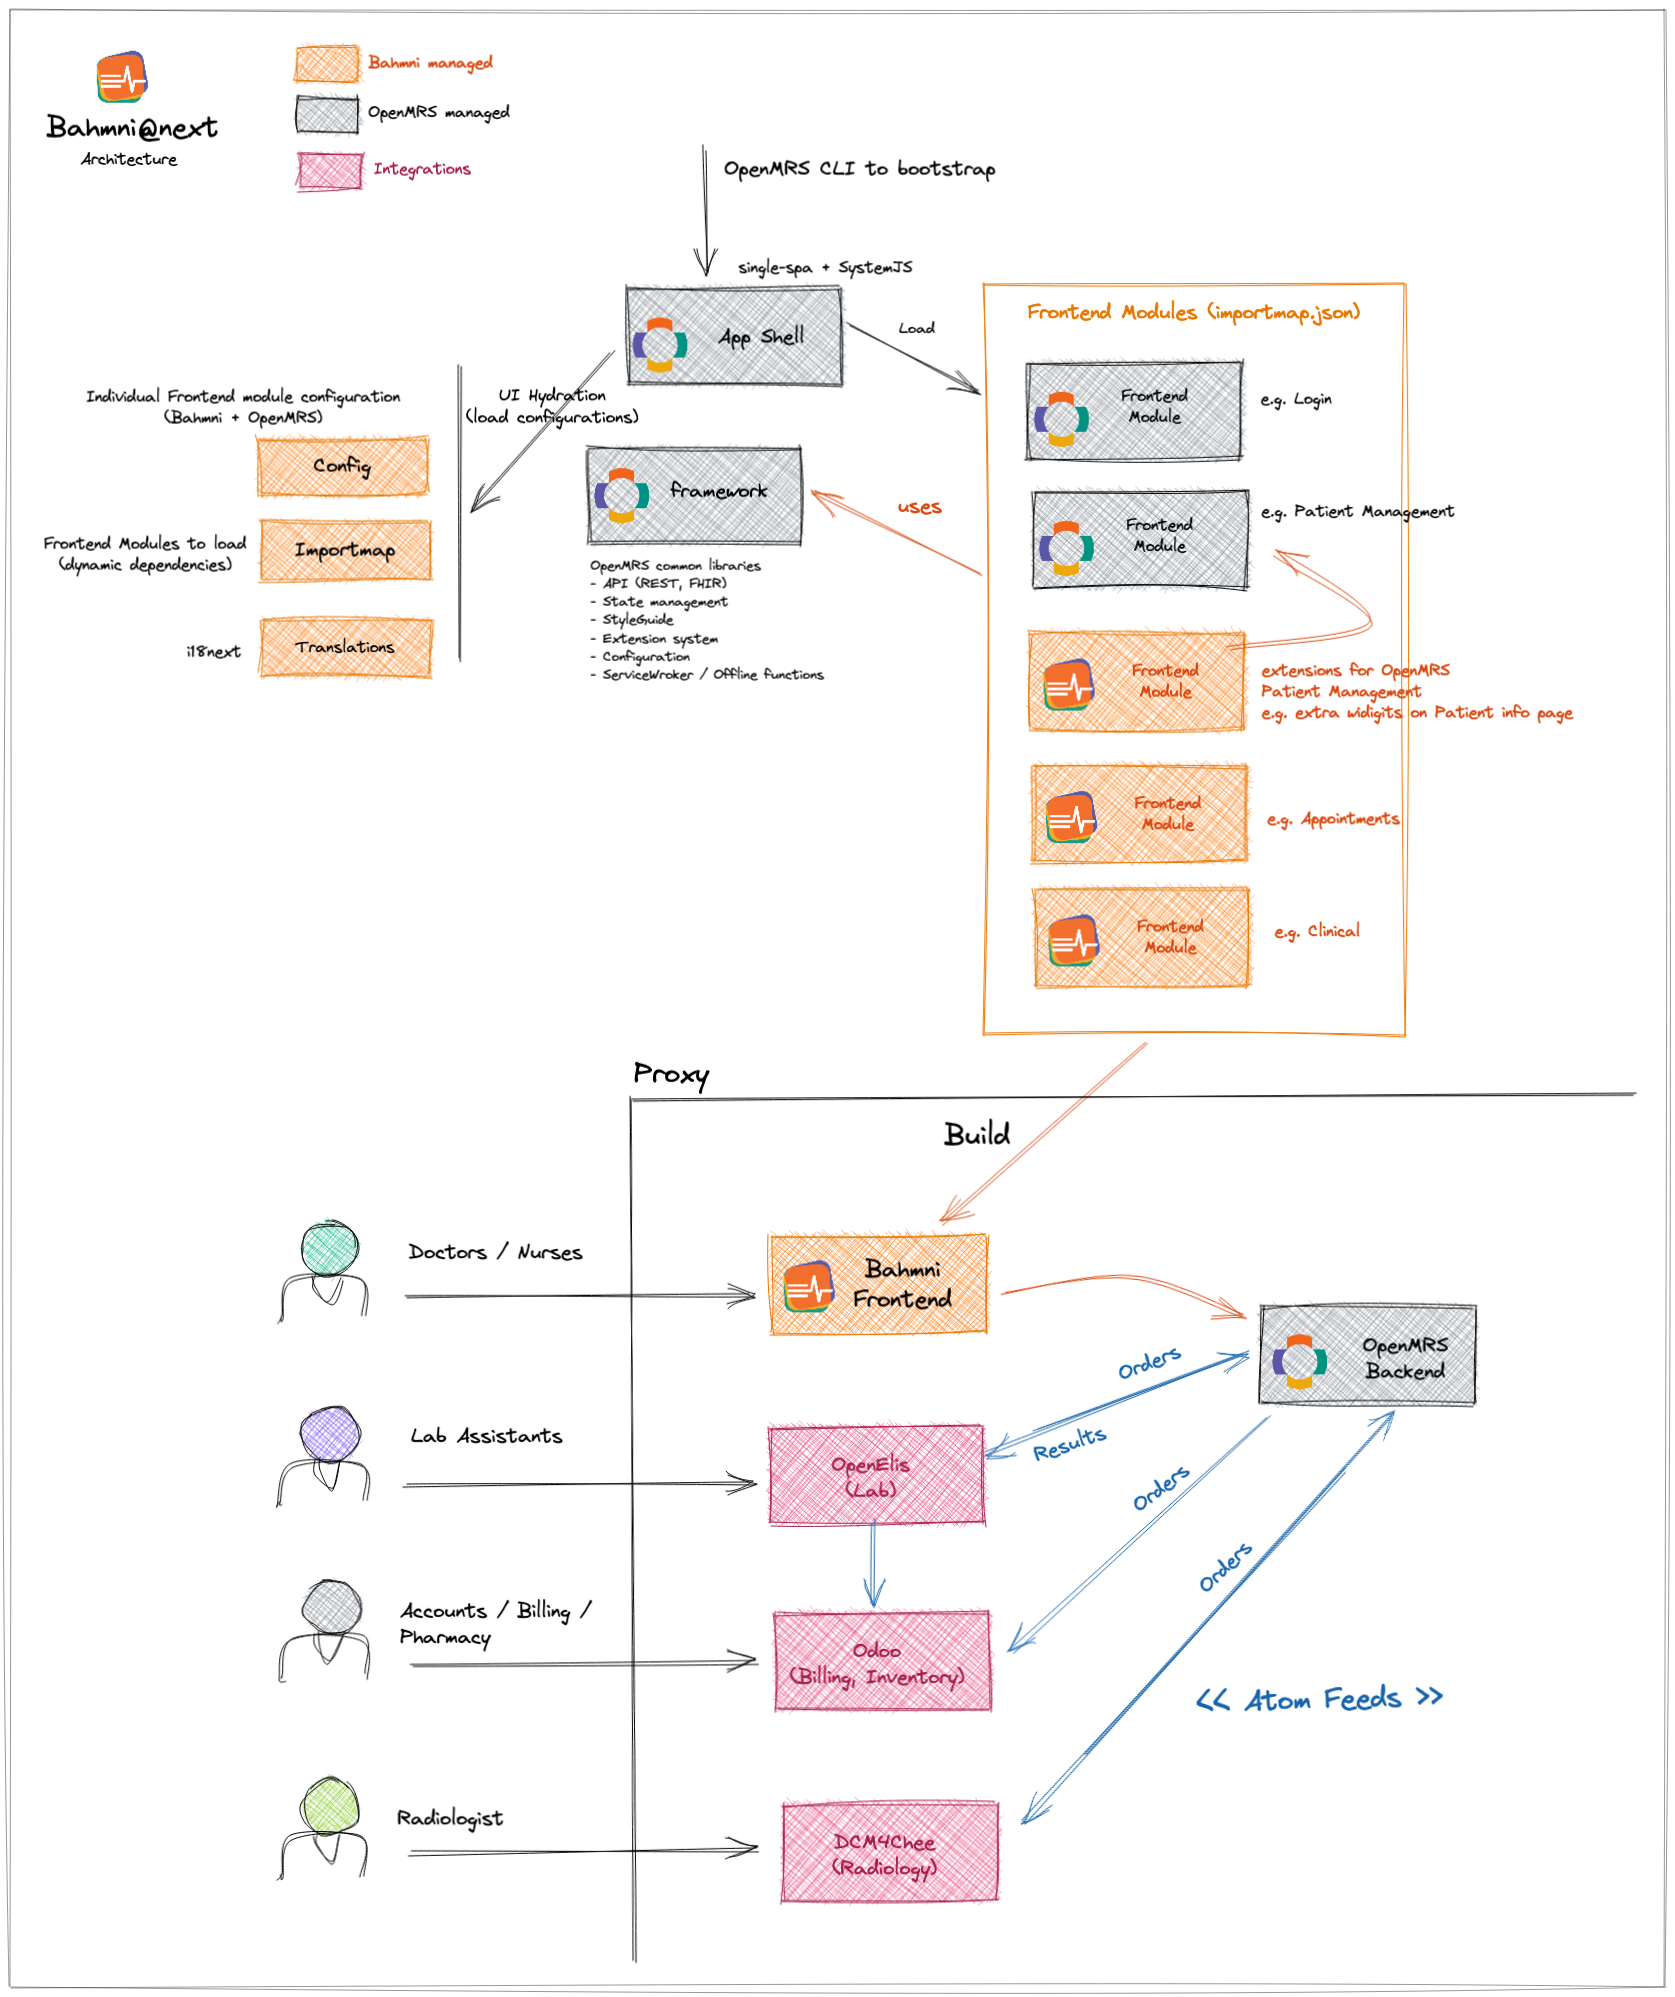 Bahmni@next
Architecture
Bahmni managed
OpenMRS managed
Integrations
OpenMRS CLI to bootstrap
single-spa + SystemJS
App Shell
Load
UI Hydration
(load configurations)
Individual Frontend module configuration
(Bahmni + OpenMRS)
Config
Frontend Modules to load
(dynamic dependencies)
Importmap
i18next
Translations
framework
OpenMRS common libraries
- API (REST, FHIR)
- State management
- StyleGuide
- Extension system
- Configuration
- ServiceWroker / Offline functions
uses
Frontend Modules (importmap.json)
Frontend
Module
e.g. Login
Frontend
Module
e.g. Patient Management
Frontend
Module
extensions for OpenMRS
Patient Management
e.g. extra widigits on Patient info page
Frontend
Module
e.g. Appointments
Frontend
Module
e.g. Clinical
Proxy
Build
Doctors / Nurses
Bahmni
Frontend
OpenMRS
Backend
Orders
Results
Lab Assistants
OpenElis
(Lab)
Orders
Orders
Accounts / Billing /
Pharmacy
Odoo
(Billing, Inventory)
<< Atom Feeds >>
Radiologist
DCM4Chee
(Radiology)